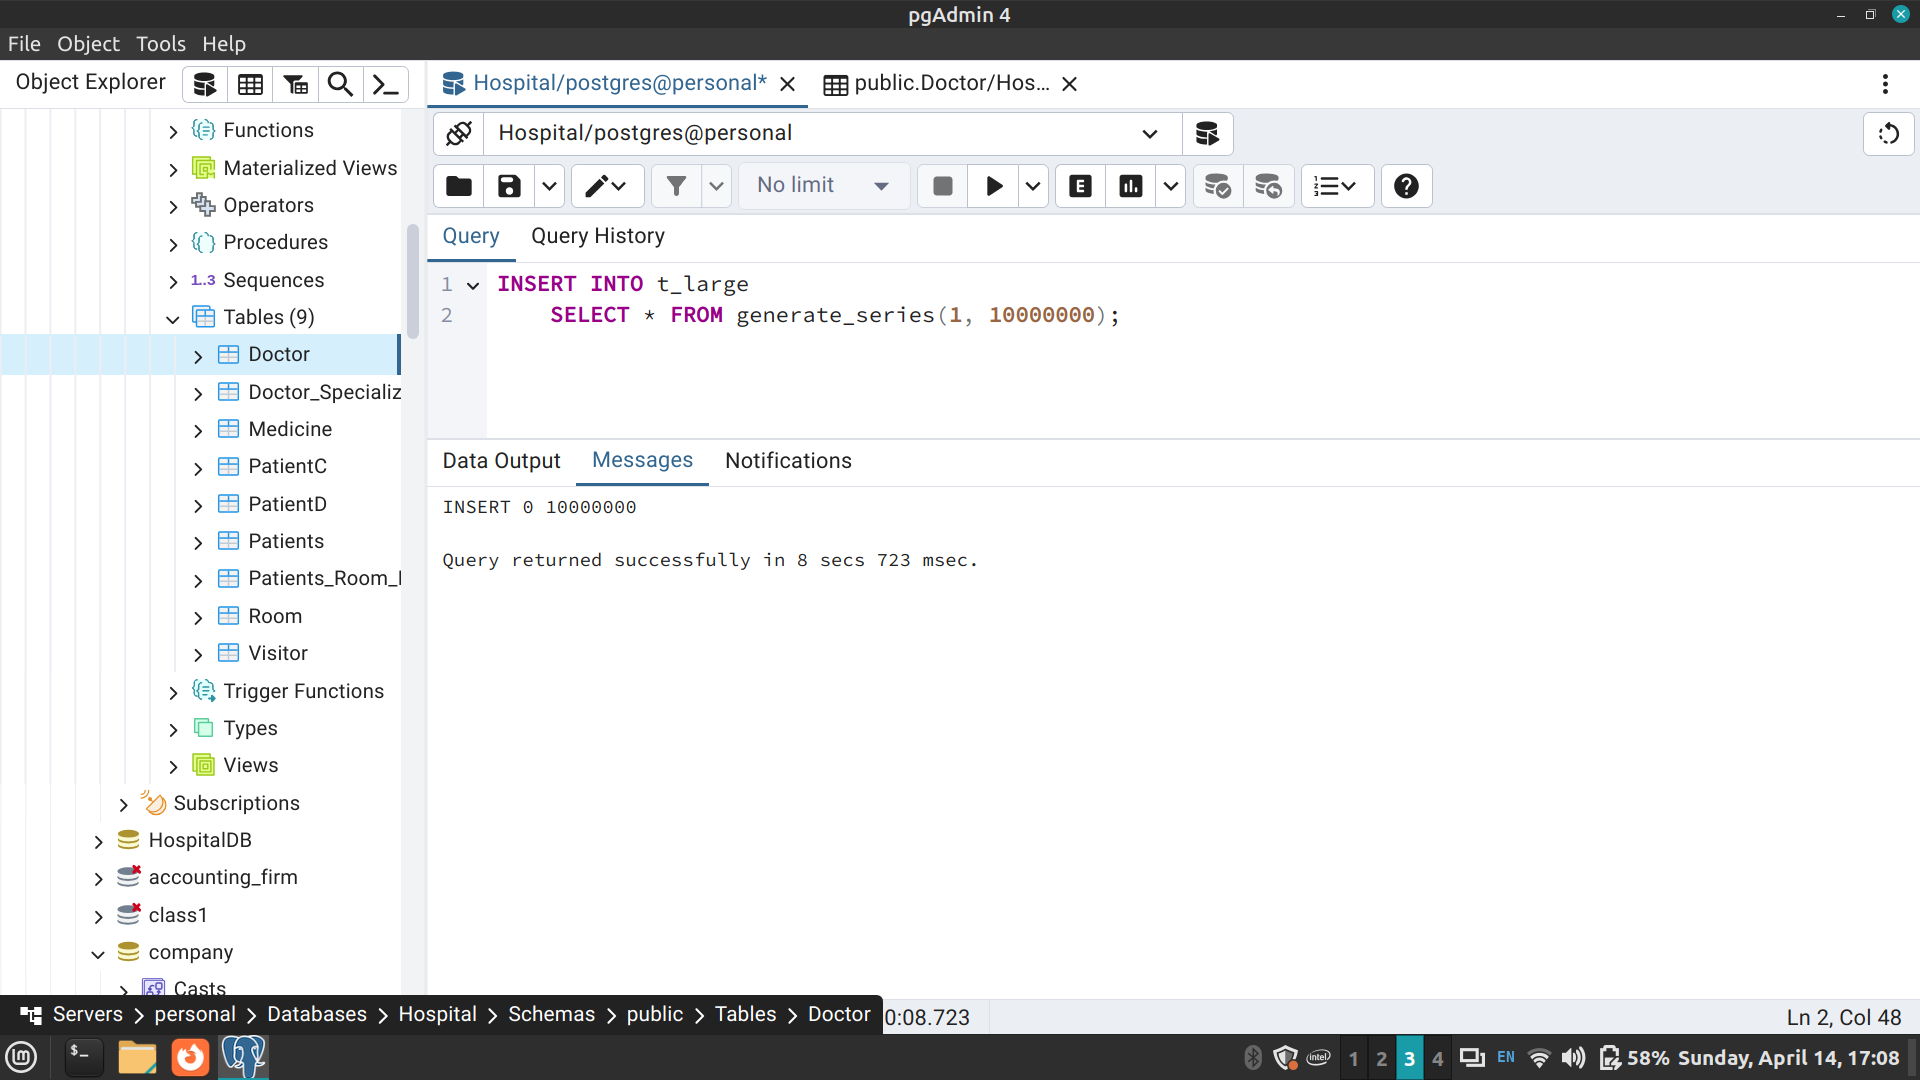 pgAdmin 4
File Object Tools Help
Object Explorer
Hospital/postgres@personal*
public.Doctor/Hos...
Functions
Materialized Views
Operators
Procedures
1..3 Sequences
Tables (9)
Doctor
Doctor_Specializ
Medicine
PatientC
PatientD
Patients
Patients_Room_
Room
Visitor
Trigger Functions
Types
Views
Subscriptions
HospitalDB
accounting_firm
class1
company
Casts
Hospital/postgres@personal
No limit
E
Query Query History
1 INSERT INTO t_large
2 SELECT * FROM generate_series(1, 10000000);
Data Output Messages Notifications
INSERT 0 10000000
Query returned successfully in 8 secs 723 msec.
Servers > personal > Databases > Hospital > Schemas > public > Tables > Doctor
0:08.723
Ln 2, Col 48
intel
1 2 3 4
EN
58% Sunday, April 14, 17:08